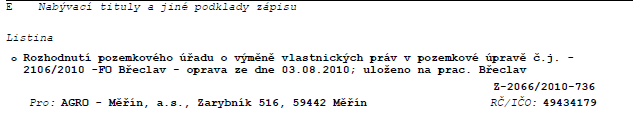 E Nabývací tituly a jiné podklady zápisu
Listina
o Rozhodnutí pozemkového úřadu o výměně vlastnických práv v pozemkové úpravě č.j. -
2106/2010 -FO Břeclav - oprava ze dne 03.08.2010; uloženo na prac. Břeclav
Z-2066/2010-736
Pro: AGRO - Měřín, a.s., Zarybník 516, 59442 Měřín RČ/IČO: 49434179